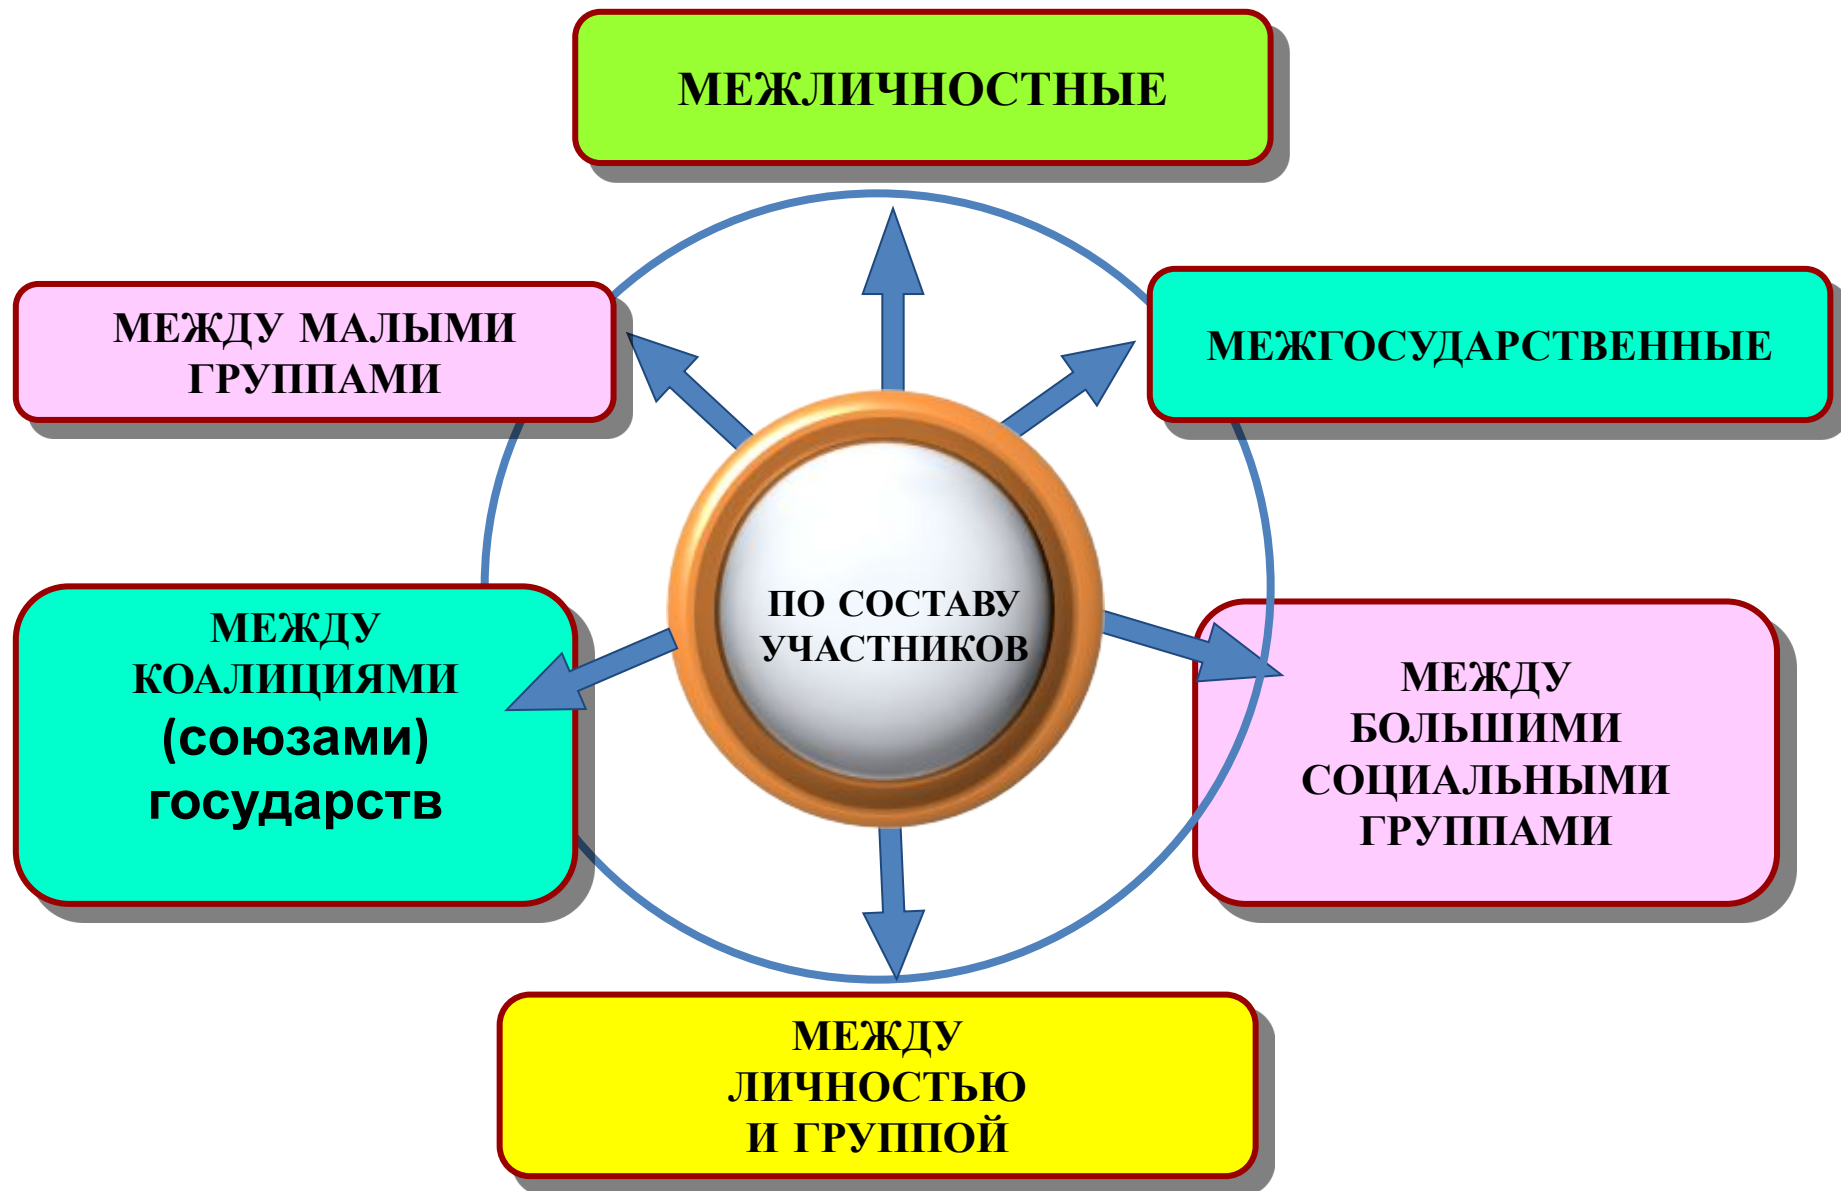 МЕЖЛИЧНОСТНЫЕ
МЕЖДУ МАЛЫМИ
ГРУППАМИ
МЕЖГОСУДАРСТВЕННЫЕ
ПО СОСТАВУ
УЧАСТНИКОВ
МЕЖДУ
КОАЛИЦИЯМИ
(союзами)
государств
МЕЖДУ
БОЛЬШИМИ
СОЦИАЛЬНЫМИ
ГРУППАМИ
МЕЖДУ
ЛИЧНОСТЬЮ
И ГРУППОЙ